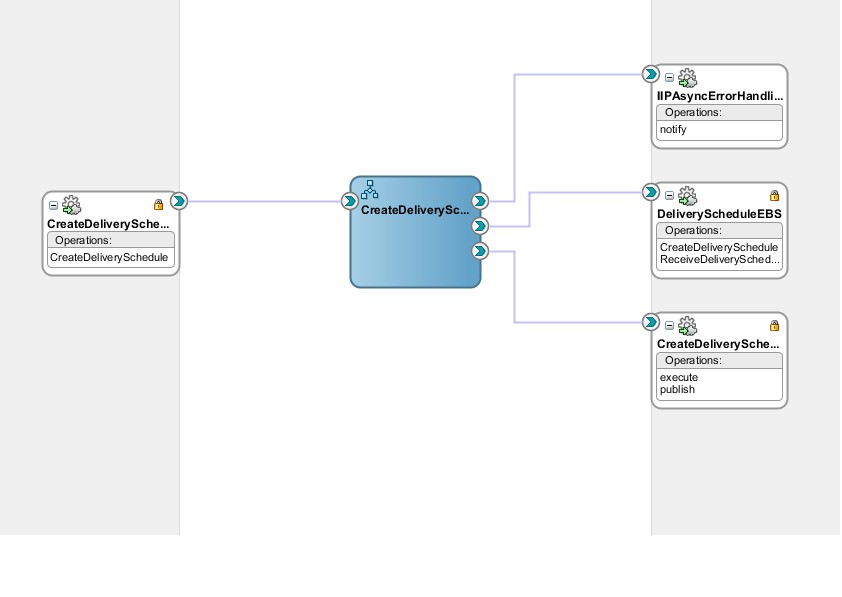 IIPAsyncErrorHandli...
Operations:
notify
CreateDeliverySche...
Operations:
CreateDeliverySchedule
CreateDeliverySc...
DeliveryScheduleEBS
Operations:
CreateDeliverySchedule
ReceiveDeliverySched...
CreateDeliverySche...
Operations:
execute
publish